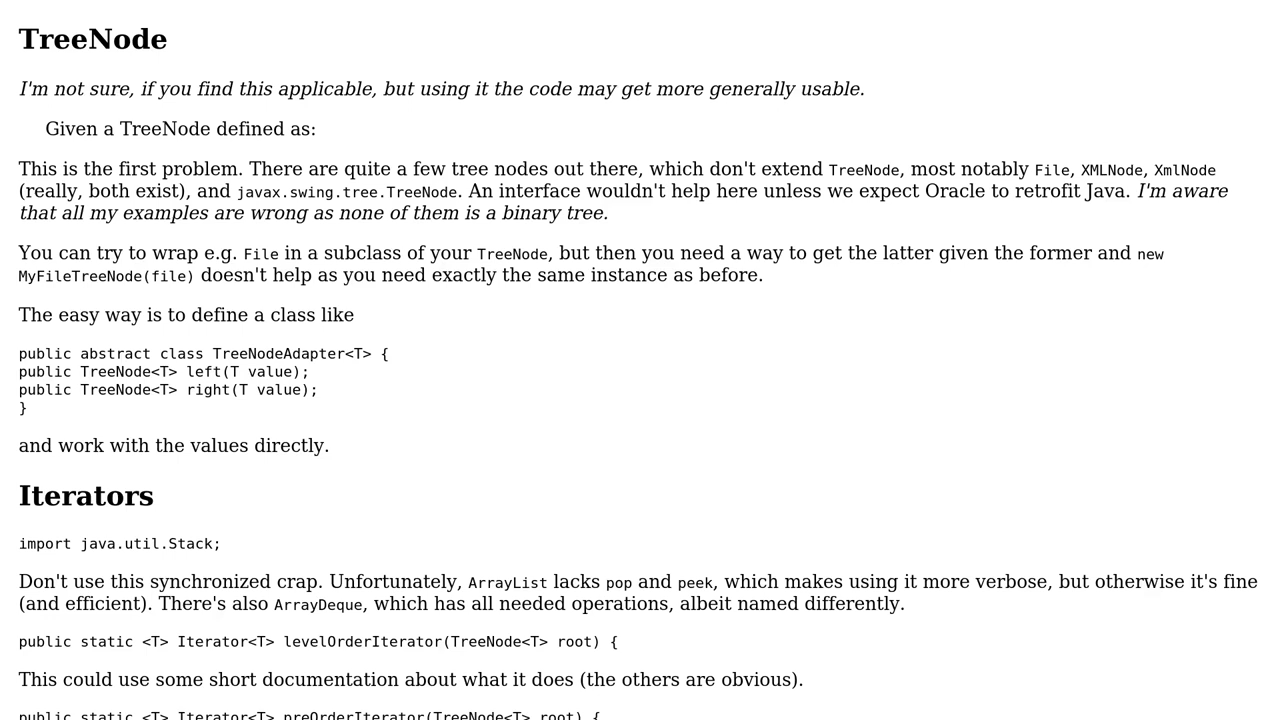 TreeNode
I'm not sure, if you find this applicable, but using it the code may get more generally usable.
Given a TreeNode defined as:
This is the first problem. There are quite a few tree nodes out there, which don't extend TreeNode, most notably File, XMLNode, XmlNode
(really, both exist), and javax.swing.tree.TreeNode. An interface wouldn't help here unless we expect Oracle to retrofit Java. I'm aware
that all my examples are wrong as none of them is a binary tree.
You can try to wrap e.g. File in a subclass of your TreeNode, but then you need a way to get the latter given the former and new
MyFileTreeNode(file) doesn't help as you need exactly the same instance as before.
The easy way is to define a class like
public abstract class TreeNodeAdapter<T> {
public TreeNode<T> left(T value);
public TreeNode<T> right(T value);
}
and work with the values directly.
Iterators
import java.util.Stack;
Don't use this synchronized crap. Unfortunately, ArrayList lacks pop and peek, which makes using it more verbose, but otherwise it's fine
(and efficient). There's also ArrayDeque, which has all needed operations, albeit named differently.
public static <T> Iterator<T> levelOrderIterator(TreeNode<T> root) {
This could use some short documentation about what it does (the others are obvious).
public static <T> Iterator<T> preOrderIterator(TreeNode<T> root) {